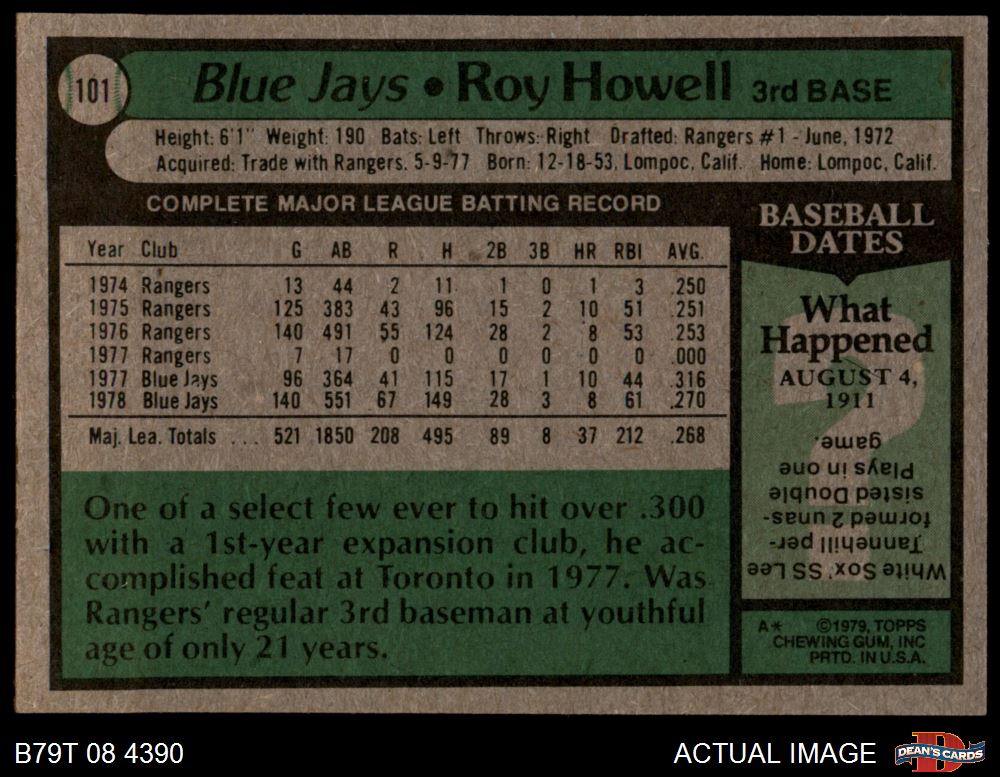 101
Blue Jays • Roy Howell 3rd BASE
Height: 6'1" Weight: 190 Bats: Left Throws: Right Drafted: Rangers #1 - June, 1972
Acquired: Trade with Rangers, 5-9-77 Born: 12-18-53, Lompoc, Calif. Home: Lompoc, Calif.
COMPLETE MAJOR LEAGUE BATTING RECORD
Year Club G AB R H 2B 3B HR RBI AVG.
1974 Rangers 13 44 2 11 1 0 1 3 .250
1975 Rangers 125 383 43 96 15 2 10 51 .251
1976 Rangers 140 491 55 124 28 2 8 53 .253
1977 Rangers 7 17 0 0 0 0 0 0 .000
1977 Blue Jays 96 364 41 115 17 1 10 44 .316
1978 Blue Jays 140 551 67 149 28 3 8 61 .270
Maj. Lea. Totals ... 521 1850 208 495 89 8 37 212 .268
One of a select few ever to hit over .300
with a 1st-year expansion club, he ac-
complished feat at Toronto in 1977. Was
Rangers' regular 3rd baseman at youthful
age of only 21 years.
BASEBALL
DATES
What
Happened
AUGUST 4,
1911
?
White Sox' SS Lee
Tannehill per-
formed 2 unas-
sisted Double
Plays in one
game.
A* ©1979, TOPPS
CHEWING GUM, INC
PRTD. IN U.S.A.
B79T 08 4390
ACTUAL IMAGE
D
DEAN'S CARDS